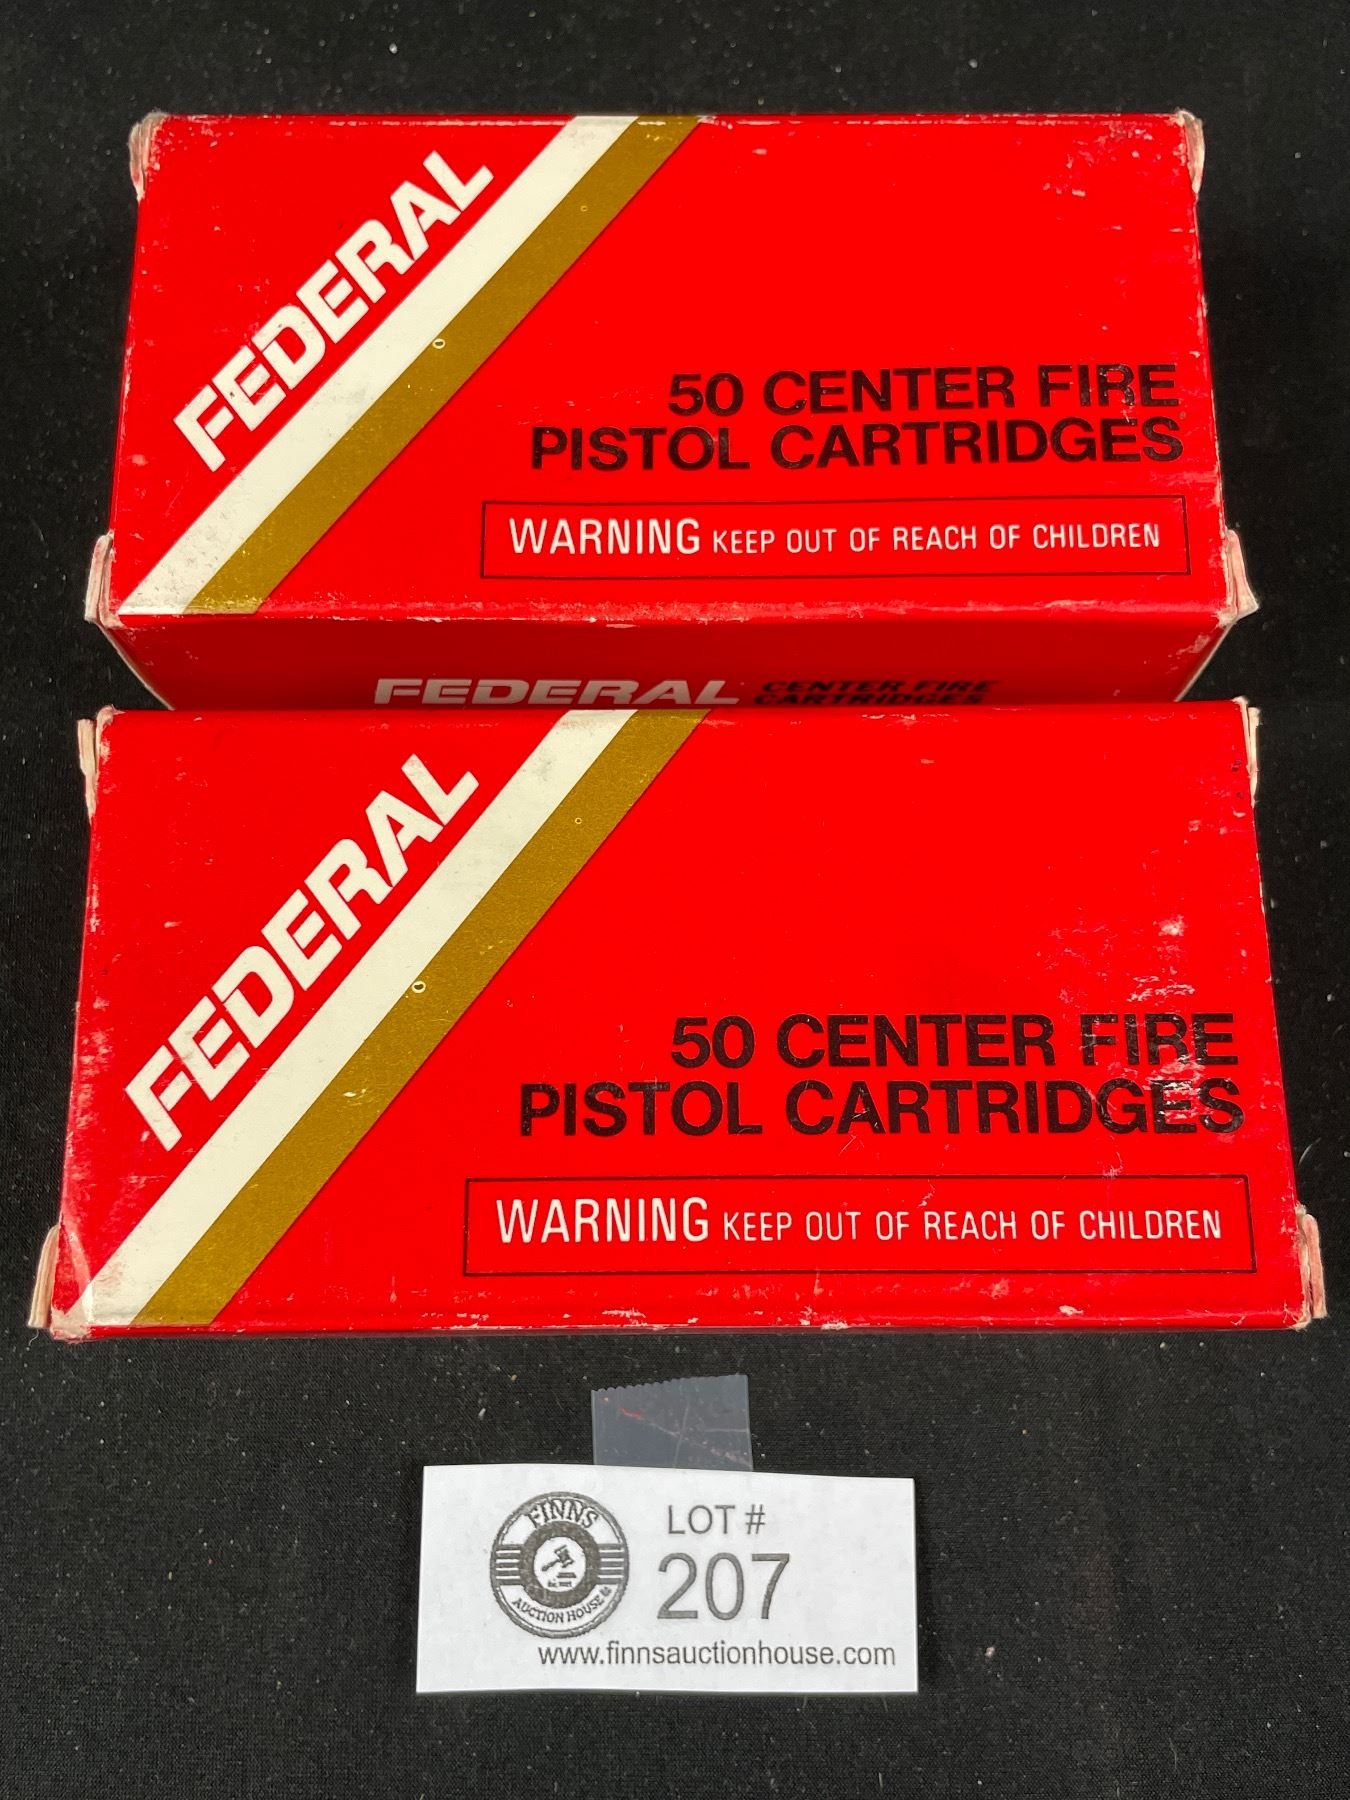 FEDERAL
50 CENTER FIRE
PISTOL CARTRIDGES
WARNING KEEP OUT OF REACH OF CHILDREN
FEDERAL CENTER FIRE
CARTRIDGES
FEDERAL
50 CENTER FIRE
PISTOL CARTRIDGES
WARNING KEEP OUT OF REACH OF CHILDREN
FINNS
AUCTION HOUSE
LOT #
207
www.finnsauctionhouse.com